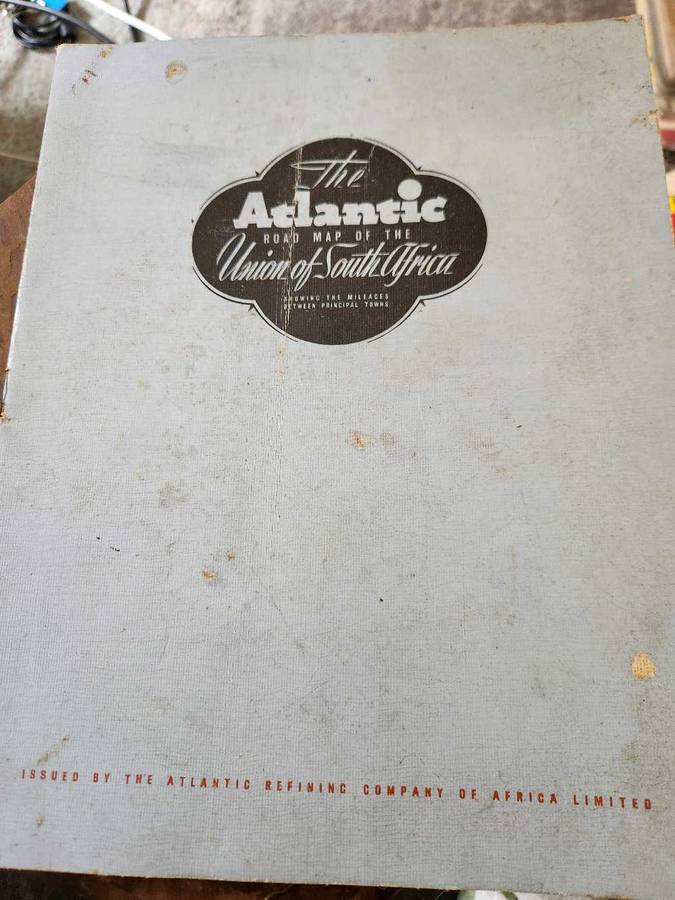 The
Atlantic
ROAD MAP OF THE
Union of South Africa
SHOWING THE MILEAGES
BETWEEN PRINCIPAL TOWNS
ISSUED BY THE ATLANTIC REFINING COMPANY OF AFRICA LIMITED